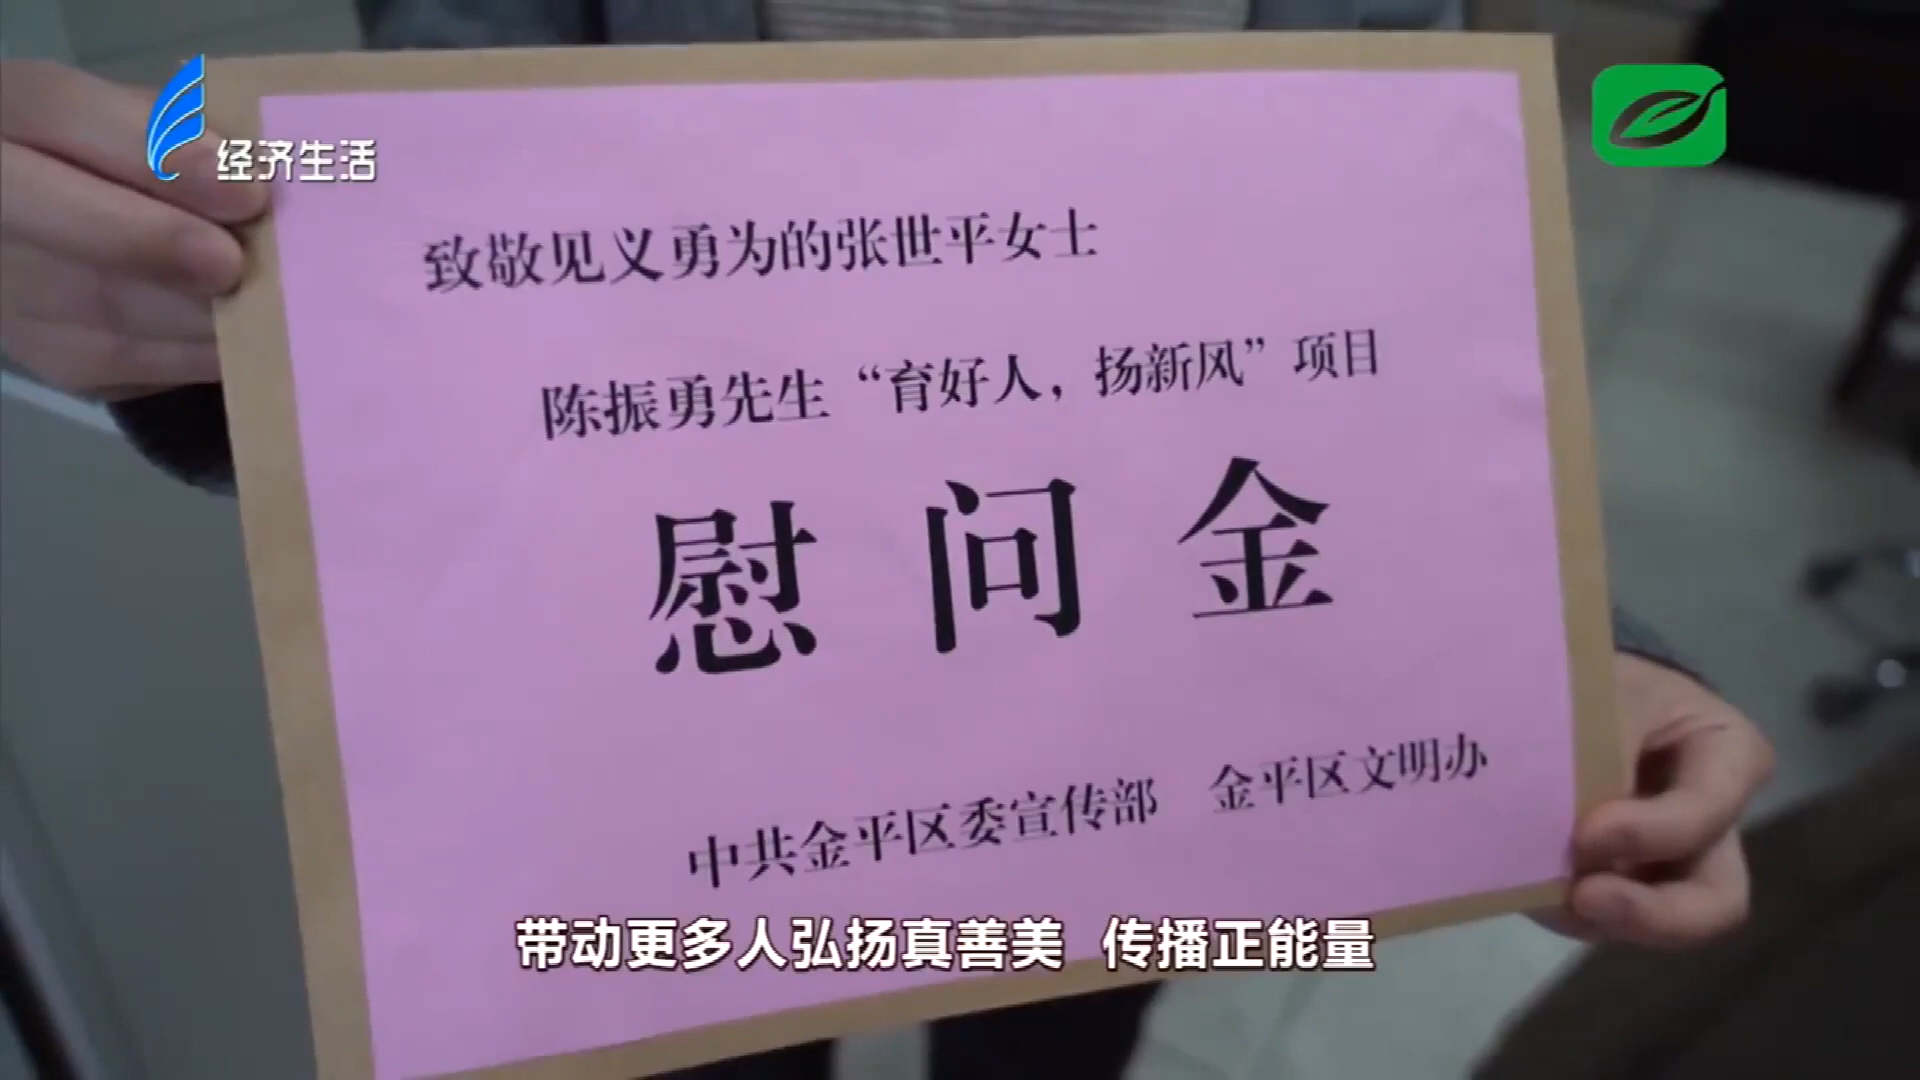 经济生活
致敬见义勇为的张世平女士
陈振勇先生“育好人，扬新风”项目
慰问金
中共金平区委宣传部 金平区文明办
带动更多人弘扬真善美 传播正能量